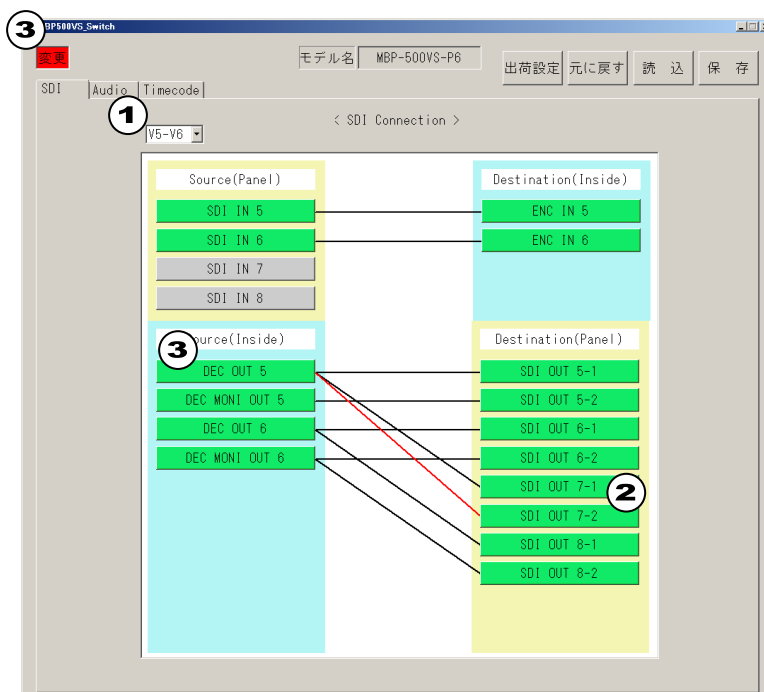 ③
MBP500VS_Switch
変更
モデル名 MBP-500VS-P6
出荷設定 元に戻す 読 込 保 存
SDI Audio Timecode
①
V5-V6
< SDI Connection >
Source(Panel)
SDI IN 5
SDI IN 6
SDI IN 7
SDI IN 8
Destination(Inside)
ENC IN 5
ENC IN 6
Source(Inside)
③
DEC OUT 5
DEC MONI OUT 5
DEC OUT 6
DEC MONI OUT 6
Destination(Panel)
SDI OUT 5-1
SDI OUT 5-2
SDI OUT 6-1
SDI OUT 6-2
SDI OUT 7-1
②
SDI OUT 7-2
SDI OUT 8-1
SDI OUT 8-2